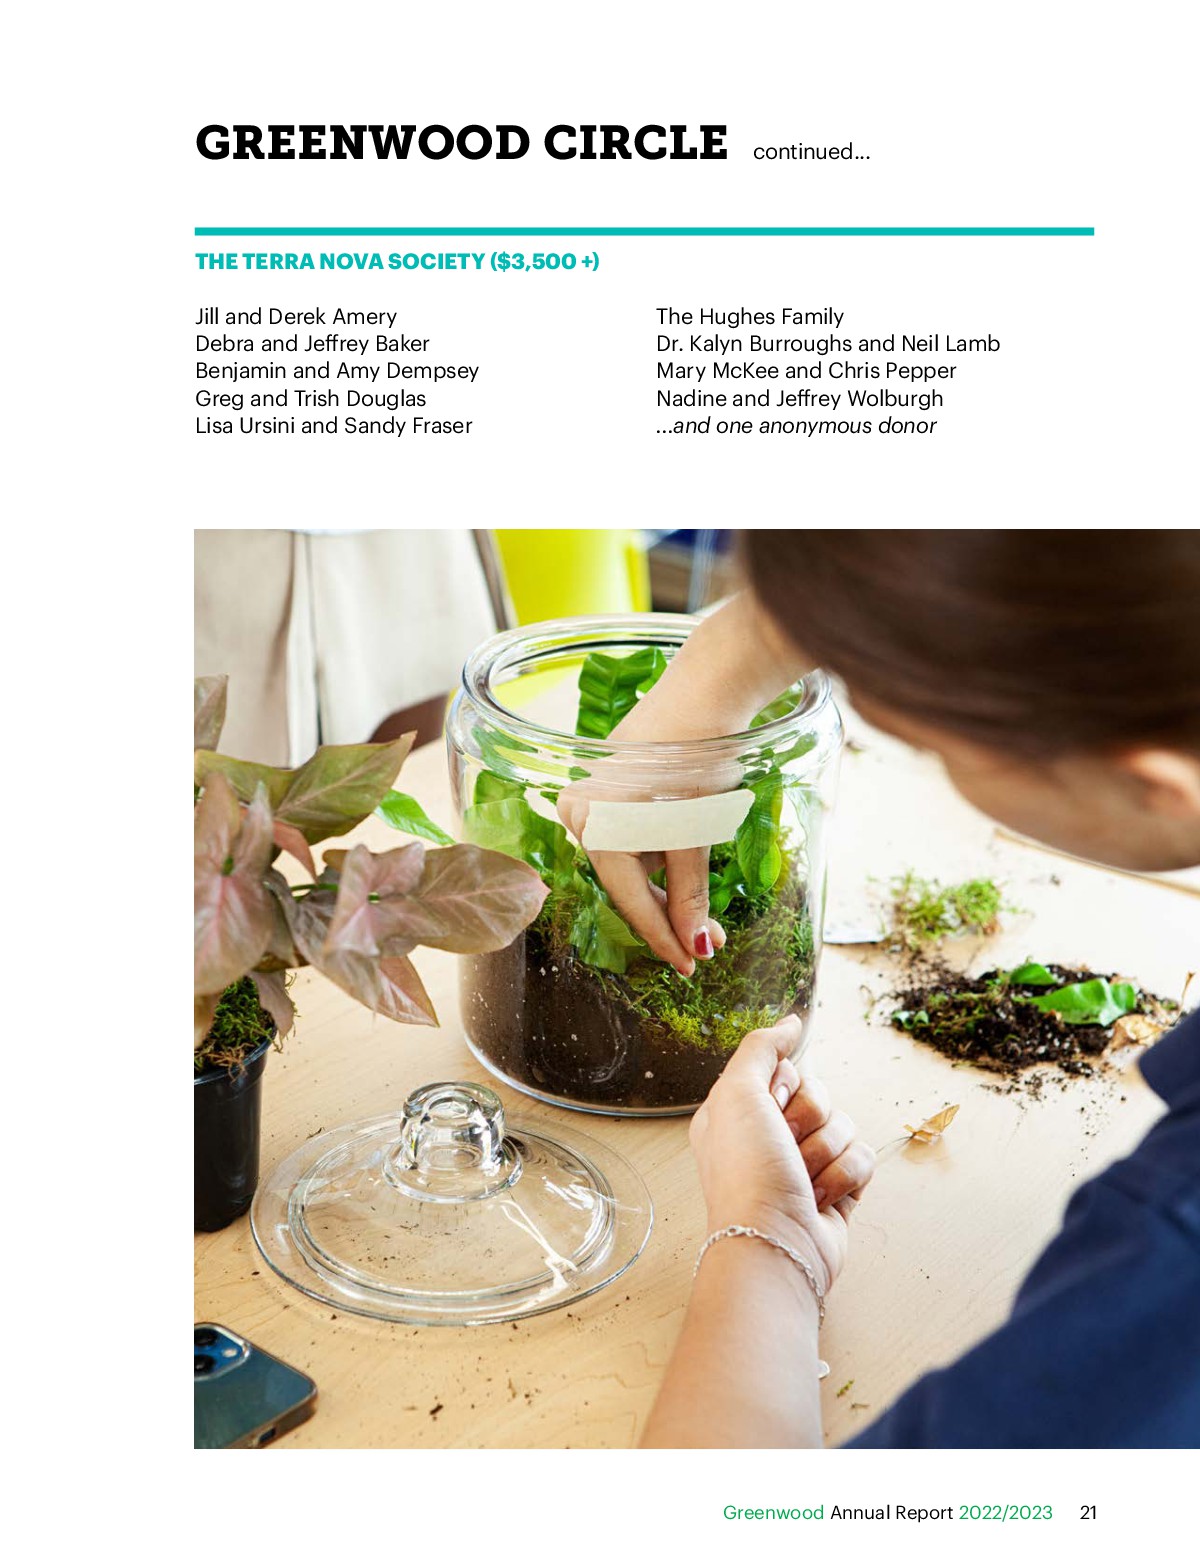 GREENWOOD CIRCLE continued...
THE TERRA NOVA SOCIETY ($3,500 +)
Jill and Derek Amery
Debra and Jeffrey Baker
Benjamin and Amy Dempsey
Greg and Trish Douglas
Lisa Ursini and Sandy Fraser
The Hughes Family
Dr. Kalyn Burroughs and Neil Lamb
Mary McKee and Chris Pepper
Nadine and Jeffrey Wolburgh
...and one anonymous donor
Greenwood Annual Report 2022/2023 21